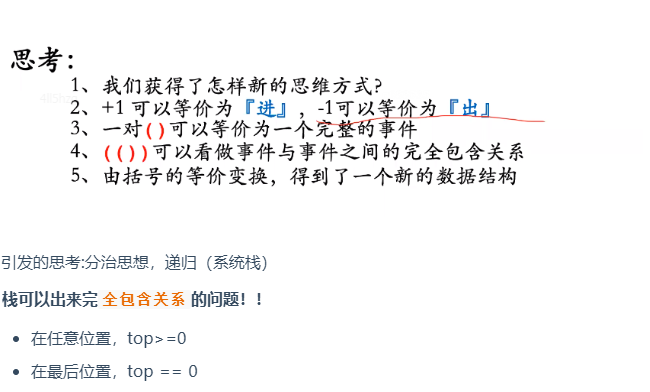 思考：
1、我们获得了怎样新的思维方式?
2、+1 可以等价为『进』，-1可以等价为『出』
3、一对()可以等价为一个完整的事件
4、(())可以看做事件与事件之间的完全包含关系
5、由括号的等价变换，得到了一个新的数据结构
引发的思考:分治思想，递归（系统栈）
栈可以出来完 全包含关系 的问题！！
在任意位置，top>=0
在最后位置，top == 0